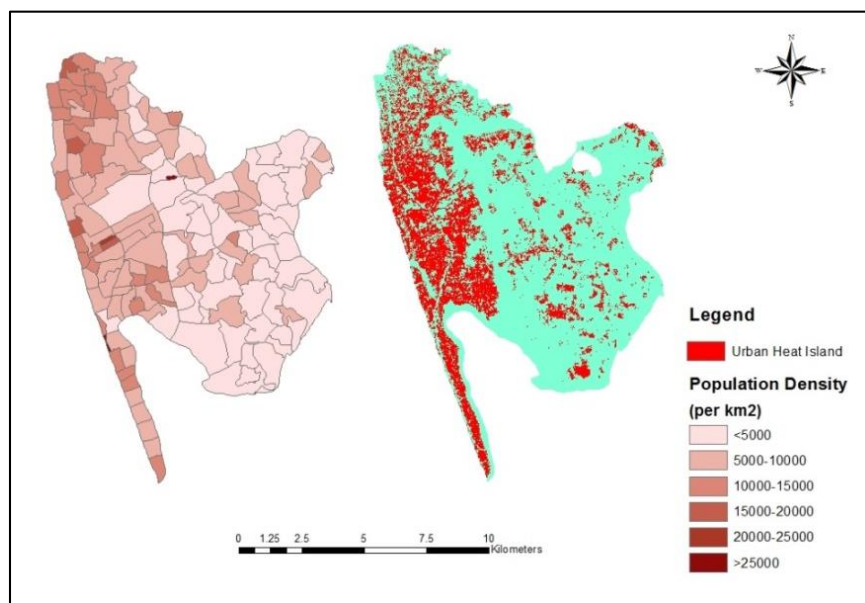 N
W E
S
Legend
Urban Heat Island
Population Density
(per km2)
<5000
5000-10000
10000-15000
15000-20000
20000-25000
>25000
0 1.25 2.5 5 7.5 10
Kilometers